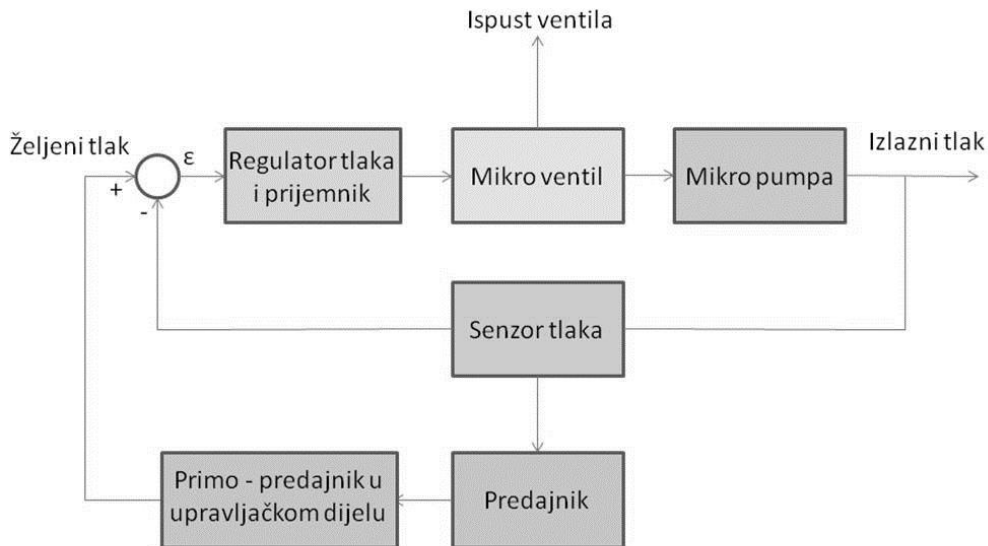 Ispust ventila
Željeni tlak
+
-
ε
Regulator tlaka
i prijemnik
Mikro ventil
Mikro pumpa
Izlazni tlak
Senzor tlaka
Primo - predajnik u
upravljačkom dijelu
Predajnik